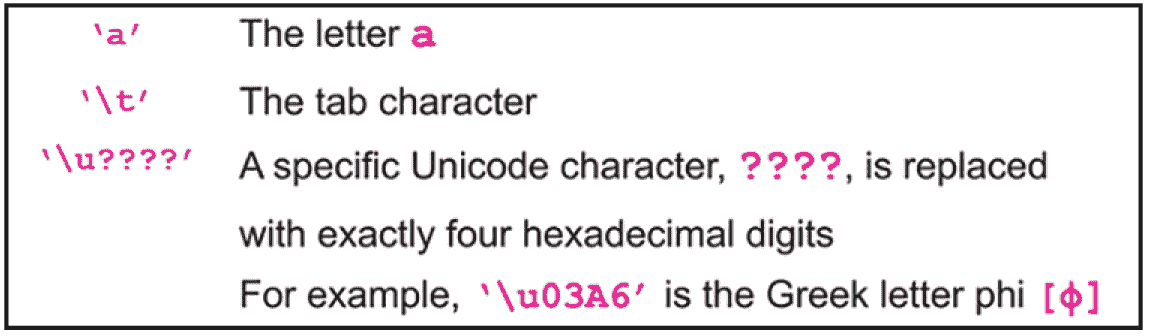 ‘a’ The letter a
‘\t’ The tab character
‘\u????’ A specific Unicode character, ????, is replaced
with exactly four hexadecimal digits
For example, ‘\u03A6’ is the Greek letter phi [ϕ]